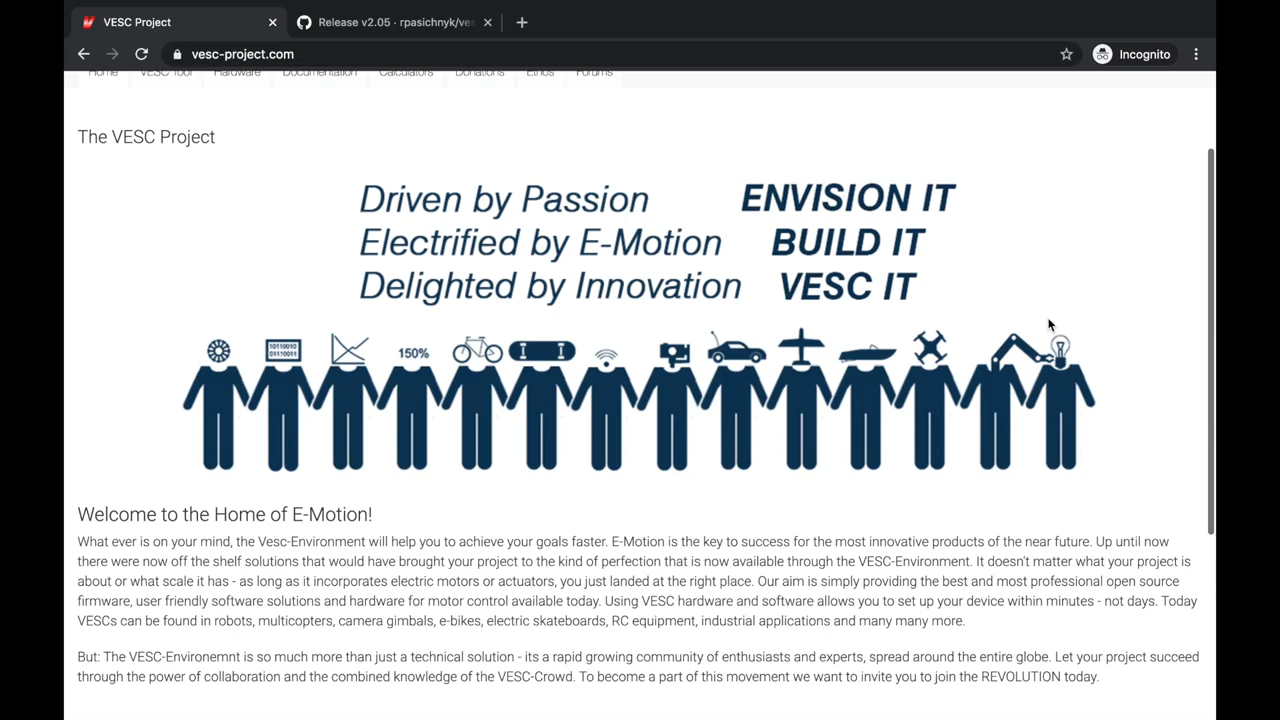 VESC Project
Release v2.05 · rpasichnyk/ves
vesc-project.com
Incognito
Home VESC Tool Hardware Documentation Calculators Donations Ethos Forums
The VESC Project
Driven by Passion ENVISION IT
Electrified by E-Motion BUILD IT
Delighted by Innovation VESC IT
10110010
01110011
150%
Welcome to the Home of E-Motion!
What ever is on your mind, the Vesc-Environment will help you to achieve your goals faster. E-Motion is the key to success for the most innovative products of the near future. Up until now
there were now off the shelf solutions that would have brought your project to the kind of perfection that is now available through the VESC-Environment. It doesn't matter what your project is
about or what scale it has - as long as it incorporates electric motors or actuators, you just landed at the right place. Our aim is simply providing the best and most professional open source
firmware, user friendly software solutions and hardware for motor control available today. Using VESC hardware and software allows you to set up your device within minutes - not days. Today
VESCs can be found in robots, multicopters, camera gimbals, e-bikes, electric skateboards, RC equipment, industrial applications and many many more.
But: The VESC-Environemnt is so much more than just a technical solution - its a rapid growing community of enthusiasts and experts, spread around the entire globe. Let your project succeed
through the power of collaboration and the combined knowledge of the VESC-Crowd. To become a part of this movement we want to invite you to join the REVOLUTION today.